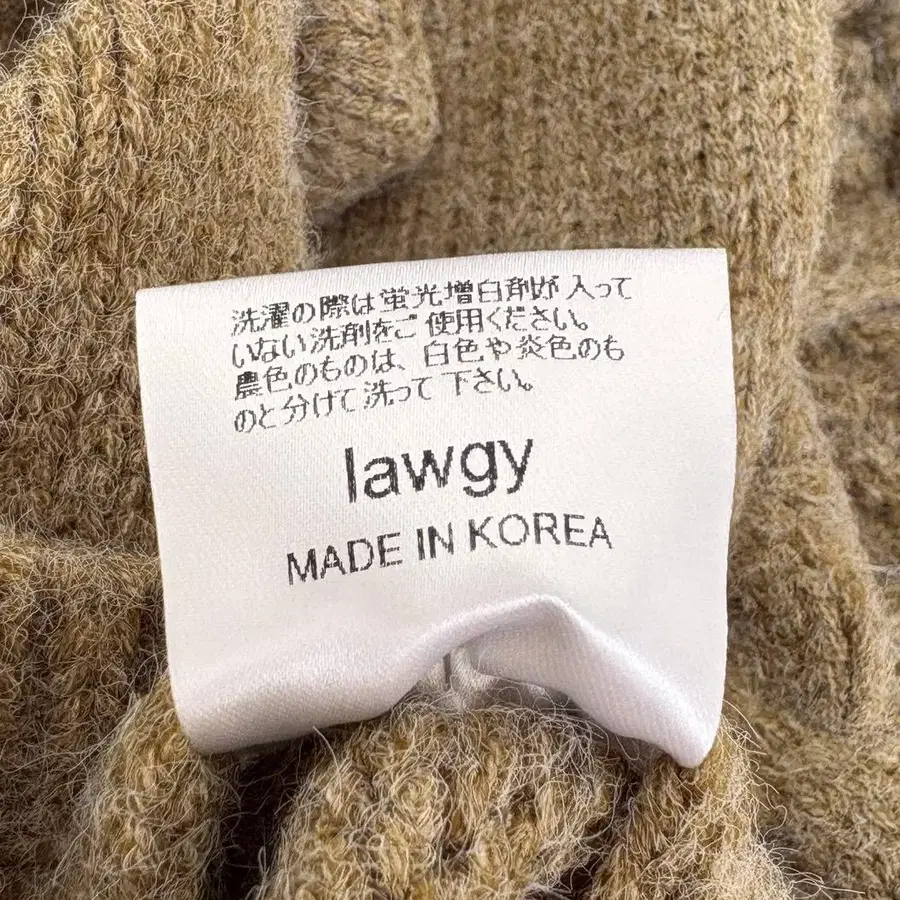 洗濯の際は蛍光増白剤が入って
いない洗剤をご使用ください。
農色のものは、白色や炎色のも
のと分けて洗って下さい。
lawgy
MADE IN KOREA